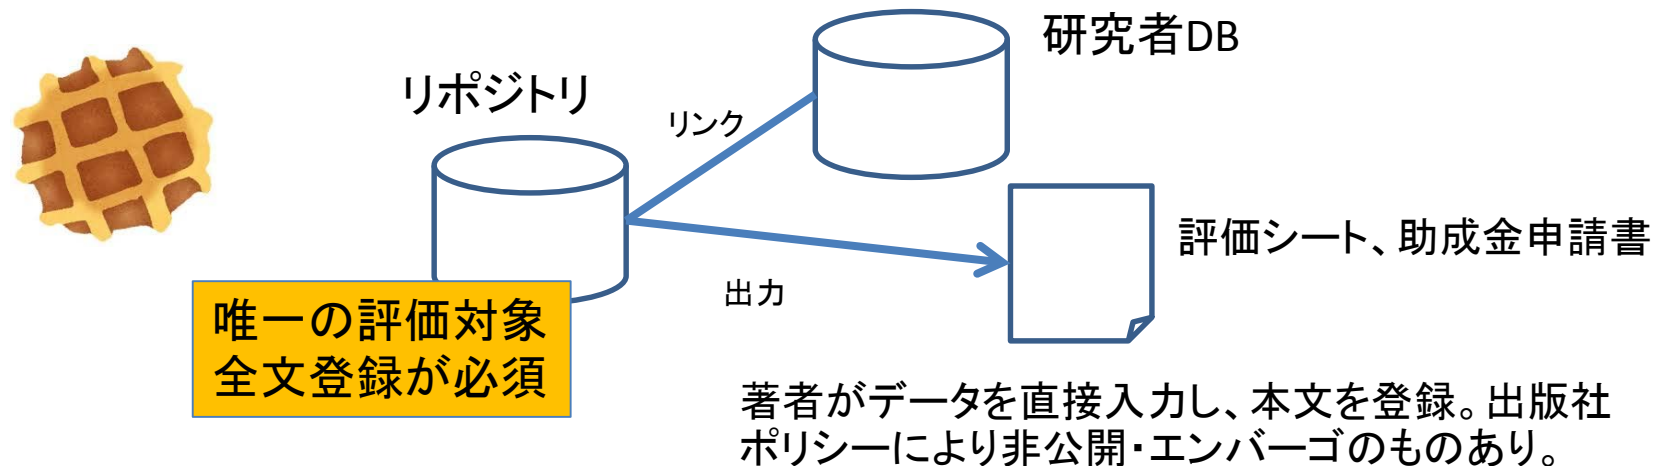 研究者DB
リポジトリ
リンク
評価シート、助成金申請書
出力
唯一の評価対象
全文登録が必須
著者がデータを直接入力し、本文を登録。出版社
ポリシーにより非公開・エンバーゴのものあり。